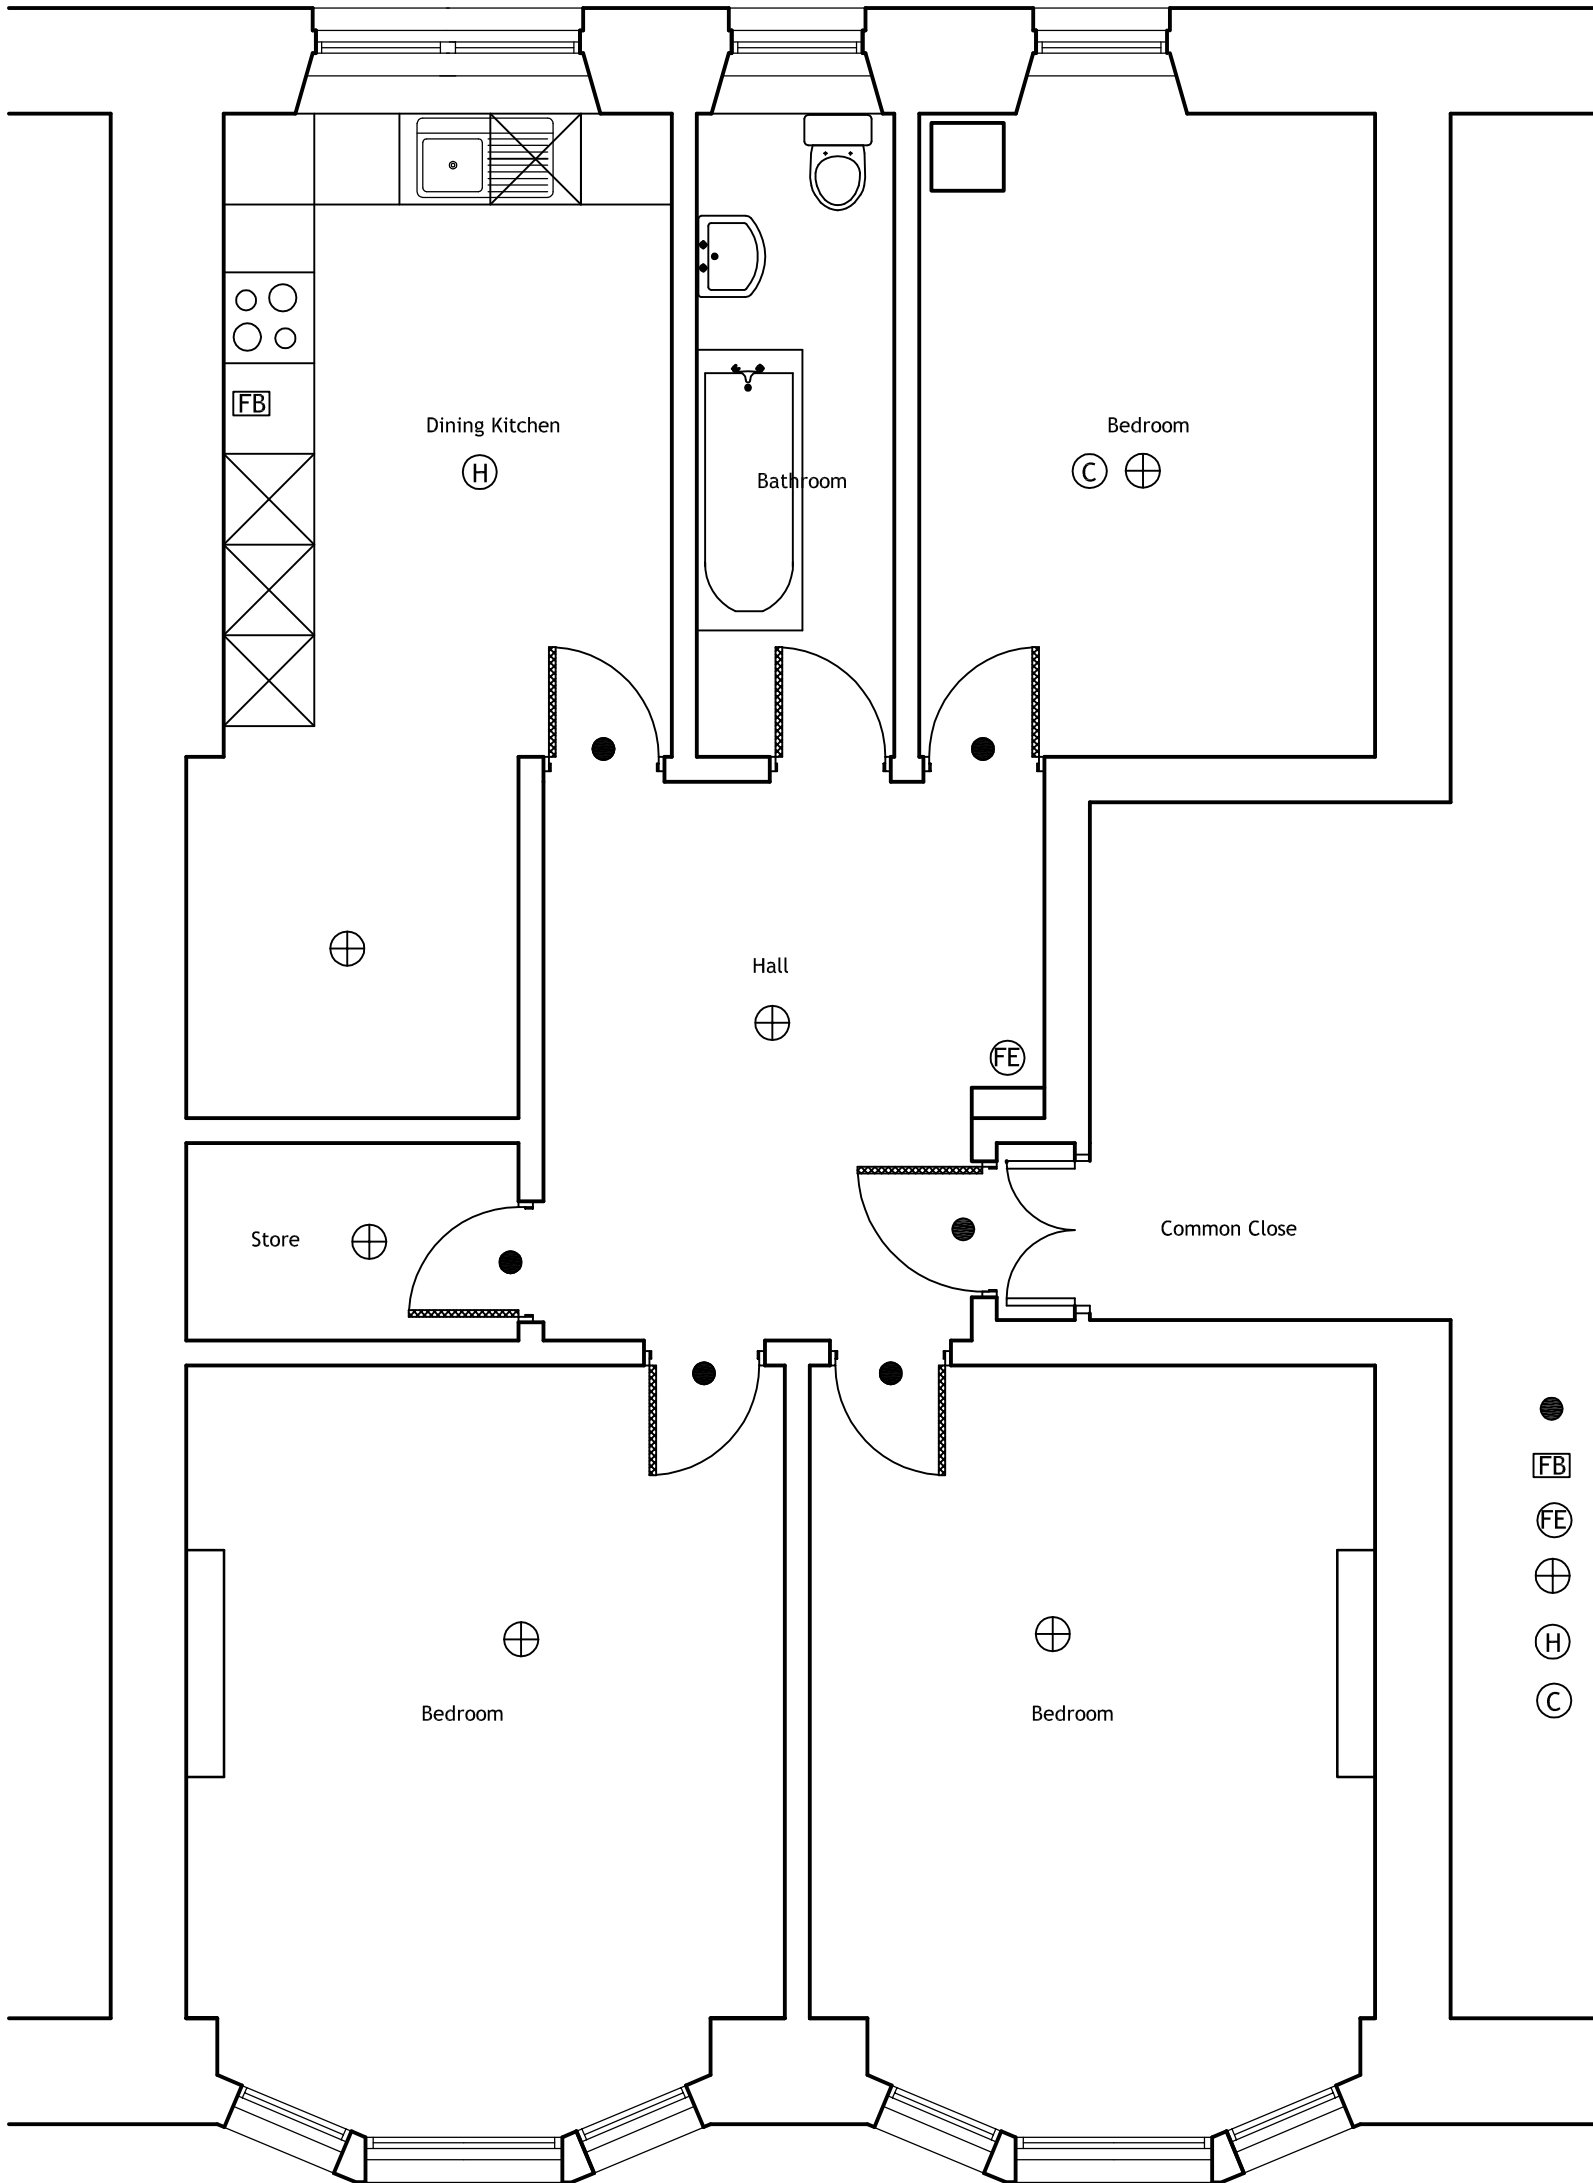 FB
Dining Kitchen
Bedroom
H
C
Bathroom
Hall
FE
Store
Common Close
FB
FE
H
C
Bedroom
Bedroom